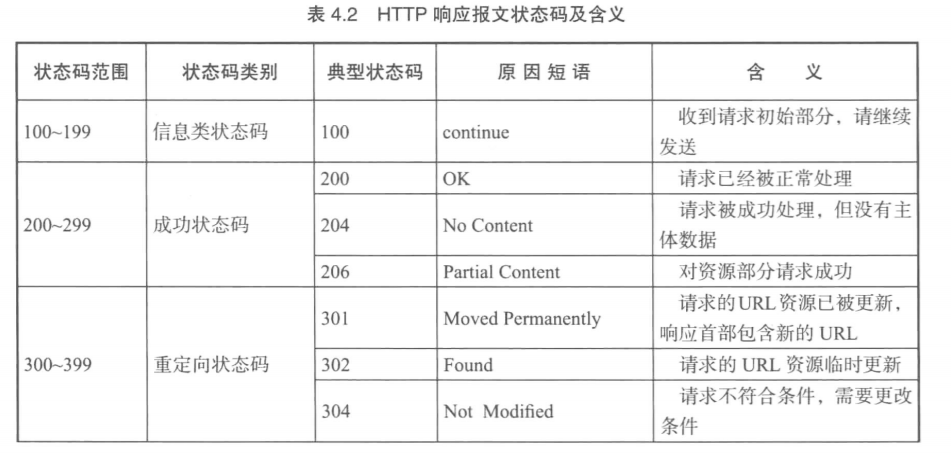 表 4.2 HTTP 响应报文状态码及含义
状态码范围 状态码类别 典型状态码 原因短语 含义
100~199 信息类状态码 100 continue 收到请求初始部分，请继续
发送
200~299 成功状态码 200 OK 请求已经被正常处理
204 No Content 请求被成功处理，但没有主
体数据
206 Partial Content 对资源部分请求成功
300~399 重定向状态码 301 Moved Permanently 请求的URL资源已被更新，
响应首部包含新的 URL
302 Found 请求的 URL 资源临时更新
304 Not Modified 请求不符合条件，需要更改
条件